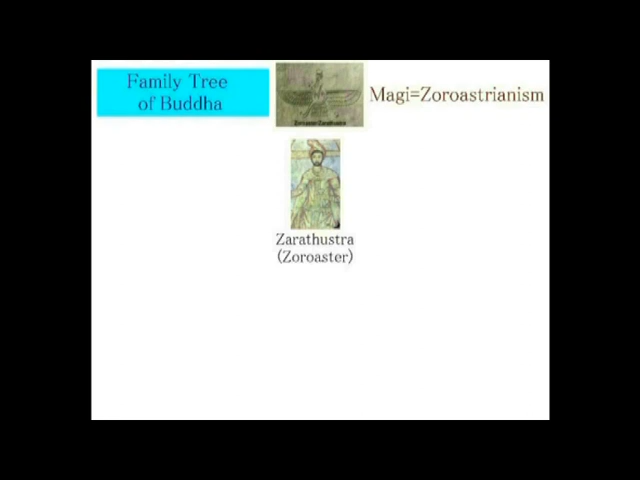 Family Tree
of Buddha
Magi=Zoroastrianism
Zarathustra
(Zoroaster)